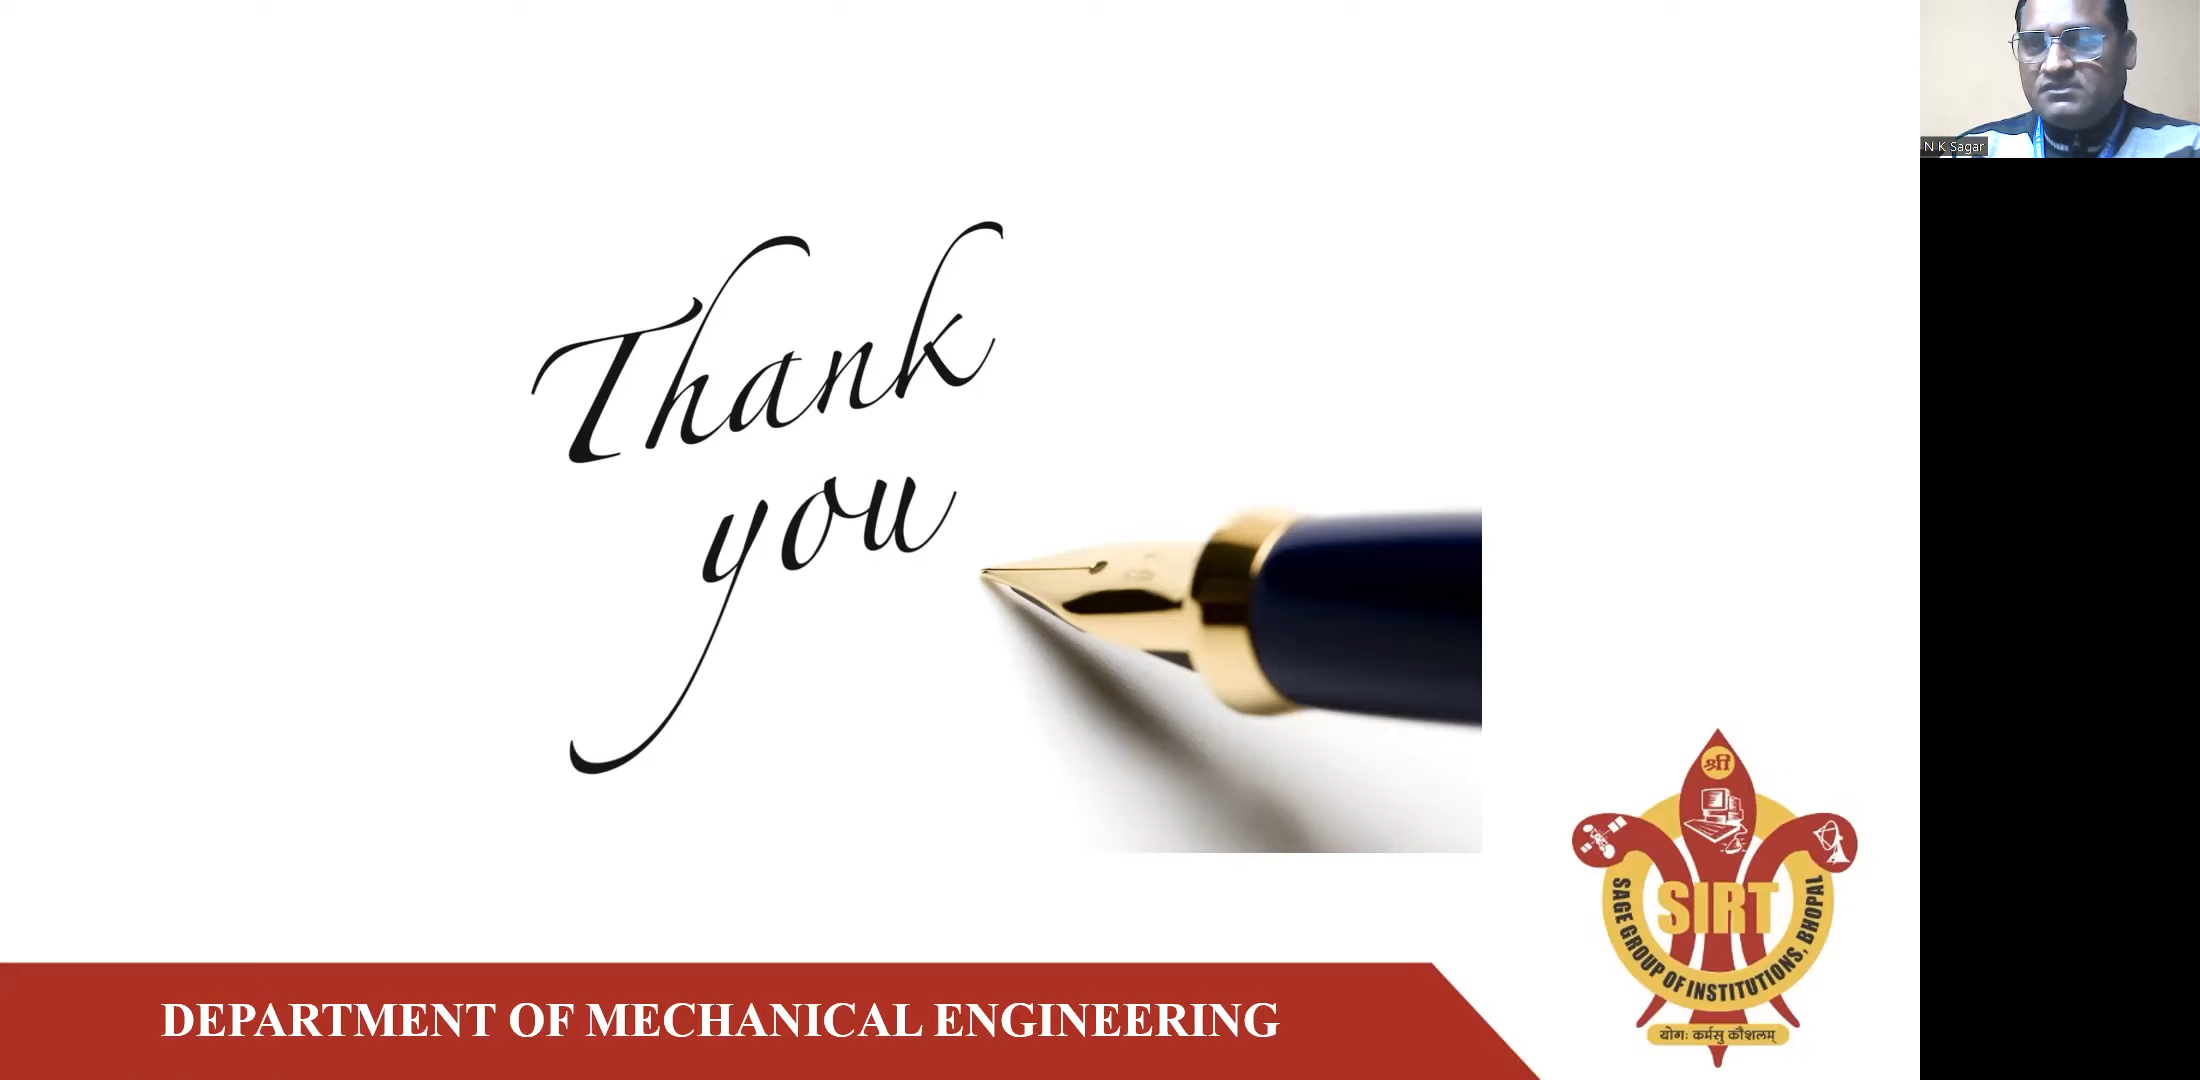 N K Sagar
Thank
you
श्री
SIRT
SAGE GROUP OF INSTITUTIONS, BHOPAL
योगः कर्मसु कौशलम्
DEPARTMENT OF MECHANICAL ENGINEERING